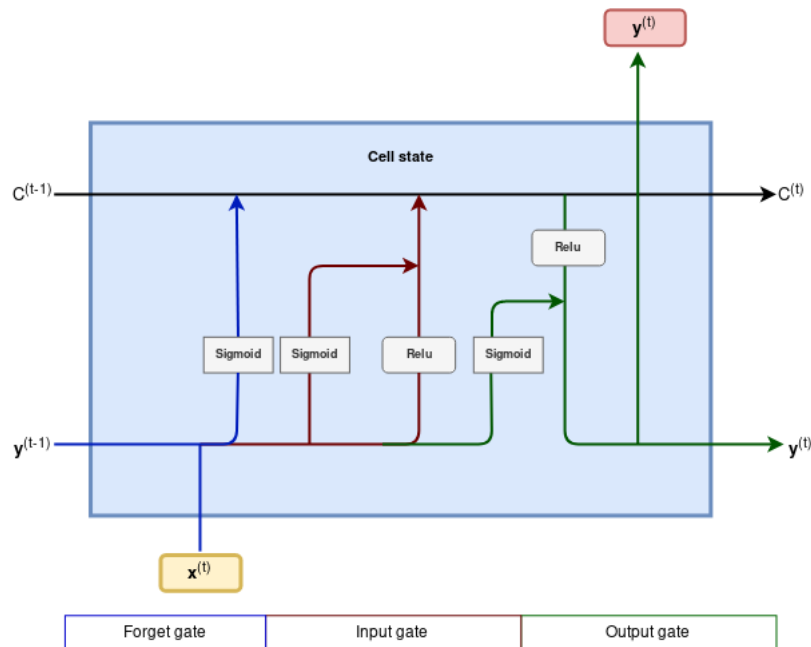 y(t)
Cell state
C(t-1)
C(t)
Relu
Sigmoid
Sigmoid
Relu
Sigmoid
y(t-1)
y(t)
x(t)
Forget gate
Input gate
Output gate